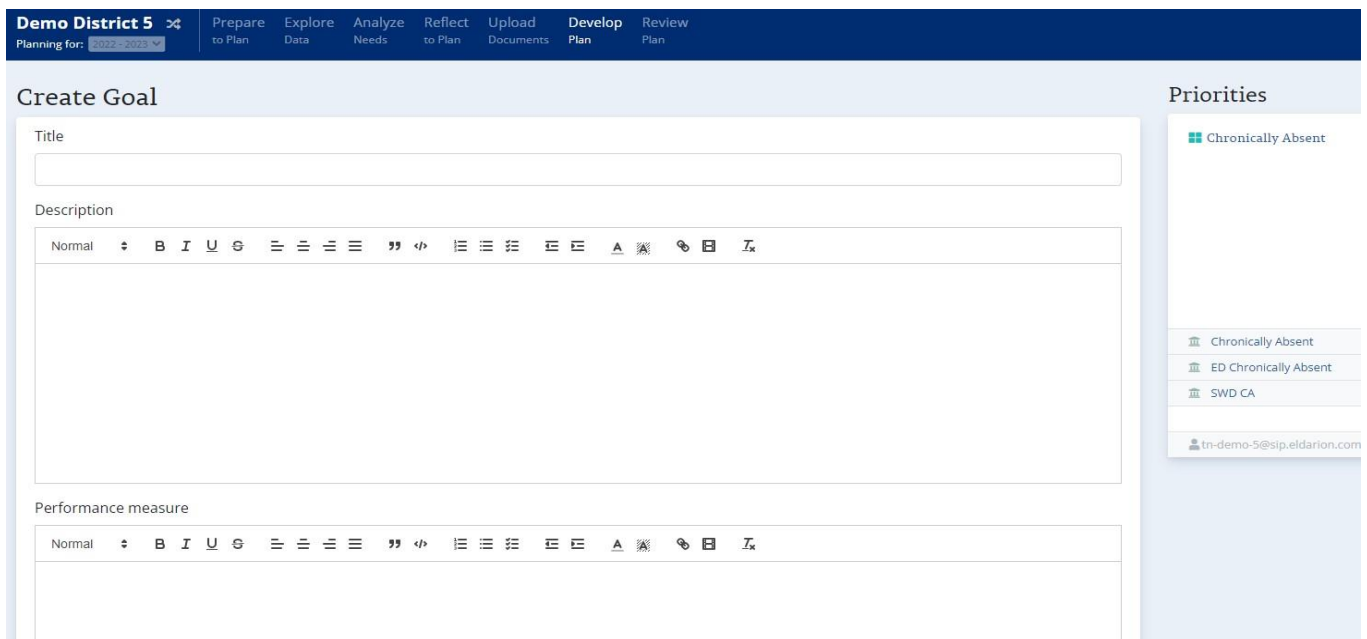 Demo District 5
Planning for: 2022 - 2023
Prepare to Plan
Explore Data
Analyze Needs
Reflect to Plan
Upload Documents
Develop Plan
Review Plan
Create Goal
Title
Description
Normal
Performance measure
Normal
Priorities
Chronically Absent
Chronically Absent
ED Chronically Absent
SWD CA
tn-demo-5@sip.eldarion.com